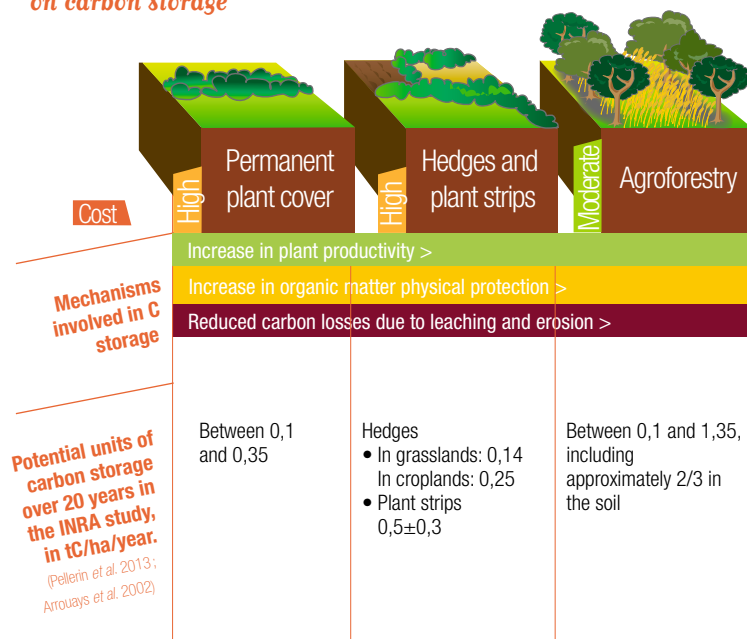 on carbon storage
Permanent
plant cover
Hedges and
plant strips
Agroforestry
Cost
High
High
Moderate
Increase in plant productivity >
Mechanisms
involved in C
storage
Increase in organic matter physical protection >
Reduced carbon losses due to leaching and erosion >
Potential units of
carbon storage
over 20 years in
the INRA study,
in tC/ha/year.
(Pellerin et al. 2013;
Arrouays et al. 2002)
Between 0,1
and 0,35
Hedges
• In grasslands: 0,14
In croplands: 0,25
• Plant strips
0,5±0,3
Between 0,1 and 1,35,
including
approximately 2/3 in
the soil